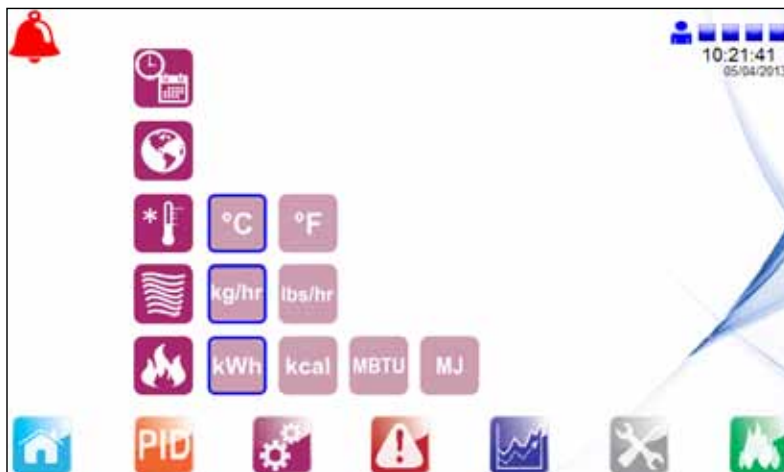 10:21:41
05/04/2013
°C °F
kg/hr lbs/hr
kWh kcal MBTU MJ
PID